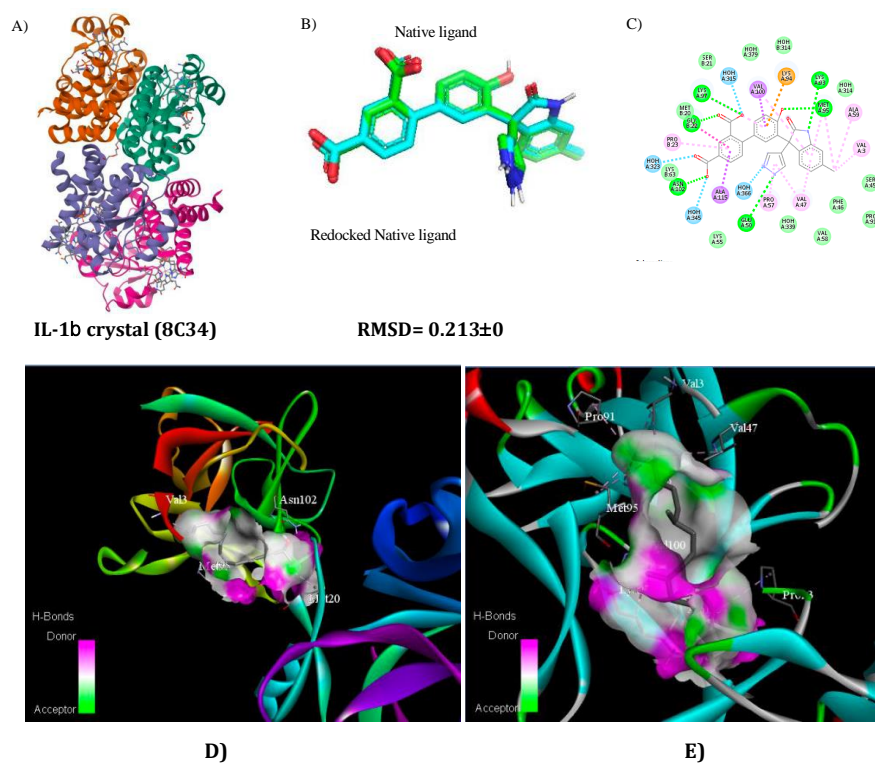 A)
B)
C)
Native ligand
Redocked Native ligand
SER
B:21
HOH
A:379
HOH
B:314
HOH
A:315
LYS
A:97
VAL
A:100
LYS
A:94
LYS
A:93
HOH
A:314
MET
B:20
GLY
B:22
MET
A:95
ALA
A:59
PRO
B:23
VAL
A:3
HOH
A:323
LYS
B:63
ASN
A:102
ALA
A:115
HOH
A:366
PRO
A:57
VAL
A:47
PHE
A:46
HOH
A:345
GLU
A:50
HOH
A:339
VAL
A:58
LYS
A:55
IL-1b crystal (8C34)
RMSD= 0.213±0
Val3
Asn102
H-Bonds
Donor
Acceptor
Val3
Pro91
Val47
Met95
H-Bonds
Donor
Acceptor
D)
E)